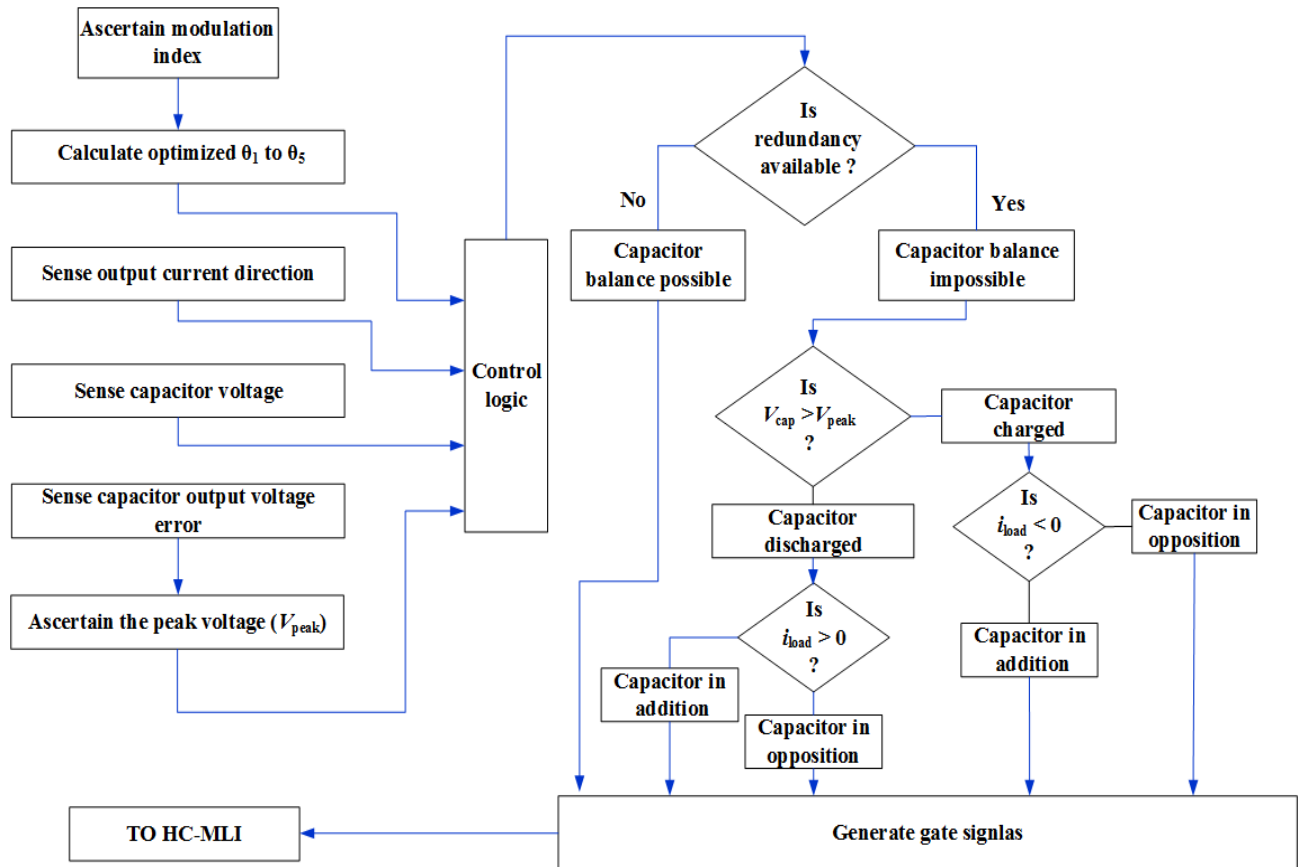 Ascertain modulation
index
Calculate optimized θ1 to θ5
Sense output current direction
Sense capacitor voltage
Sense capacitor output voltage
error
Ascertain the peak voltage (Vpeak)
Control
logic
Is
redundancy
available ?
No
Yes
Capacitor
balance possible
Capacitor balance
impossible
Is
Vcap >Vpeak
?
Capacitor
charged
Capacitor
discharged
Is
iload < 0
?
Capacitor in
opposition
Is
iload > 0
?
Capacitor in
addition
Capacitor in
addition
Capacitor in
opposition
TO HC-MLI
Generate gate signlas